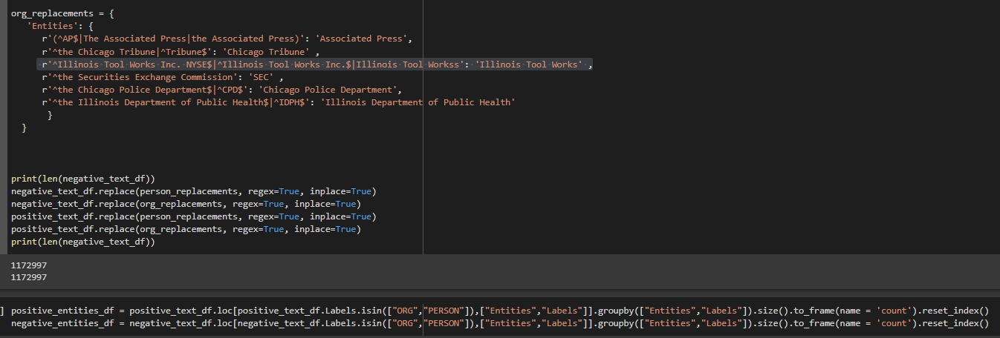 org_replacements = {
'Entities': {
r'(^AP$|The Associated Press|the Associated Press)': 'Associated Press',
r'^the Chicago Tribune|^Tribune$': 'Chicago Tribune' ,
r'^Illinois Tool Works Inc. NYSE$|^Illinois Tool Works Inc.$|Illinois Tool Workss': 'Illinois Tool Works' ,
r'^the Securities Exchange Commission': 'SEC' ,
r'^the Chicago Police Department$|^CPD$': 'Chicago Police Department',
r'^the Illinois Department of Public Health$|^IDPH$': 'Illinois Department of Public Health'
}
}
print(len(negative_text_df))
negative_text_df.replace(person_replacements, regex=True, inplace=True)
negative_text_df.replace(org_replacements, regex=True, inplace=True)
positive_text_df.replace(person_replacements, regex=True, inplace=True)
positive_text_df.replace(org_replacements, regex=True, inplace=True)
print(len(negative_text_df))
1172997
1172997
] positive_entities_df = positive_text_df.loc[positive_text_df.Labels.isin(["ORG","PERSON"]),["Entities","Labels"]].groupby(["Entities","Labels"]).size().to_frame(name = 'count').reset_index()
negative_entities_df = negative_text_df.loc[negative_text_df.Labels.isin(["ORG","PERSON"]),["Entities","Labels"]].groupby(["Entities","Labels"]).size().to_frame(name = 'count').reset_index()